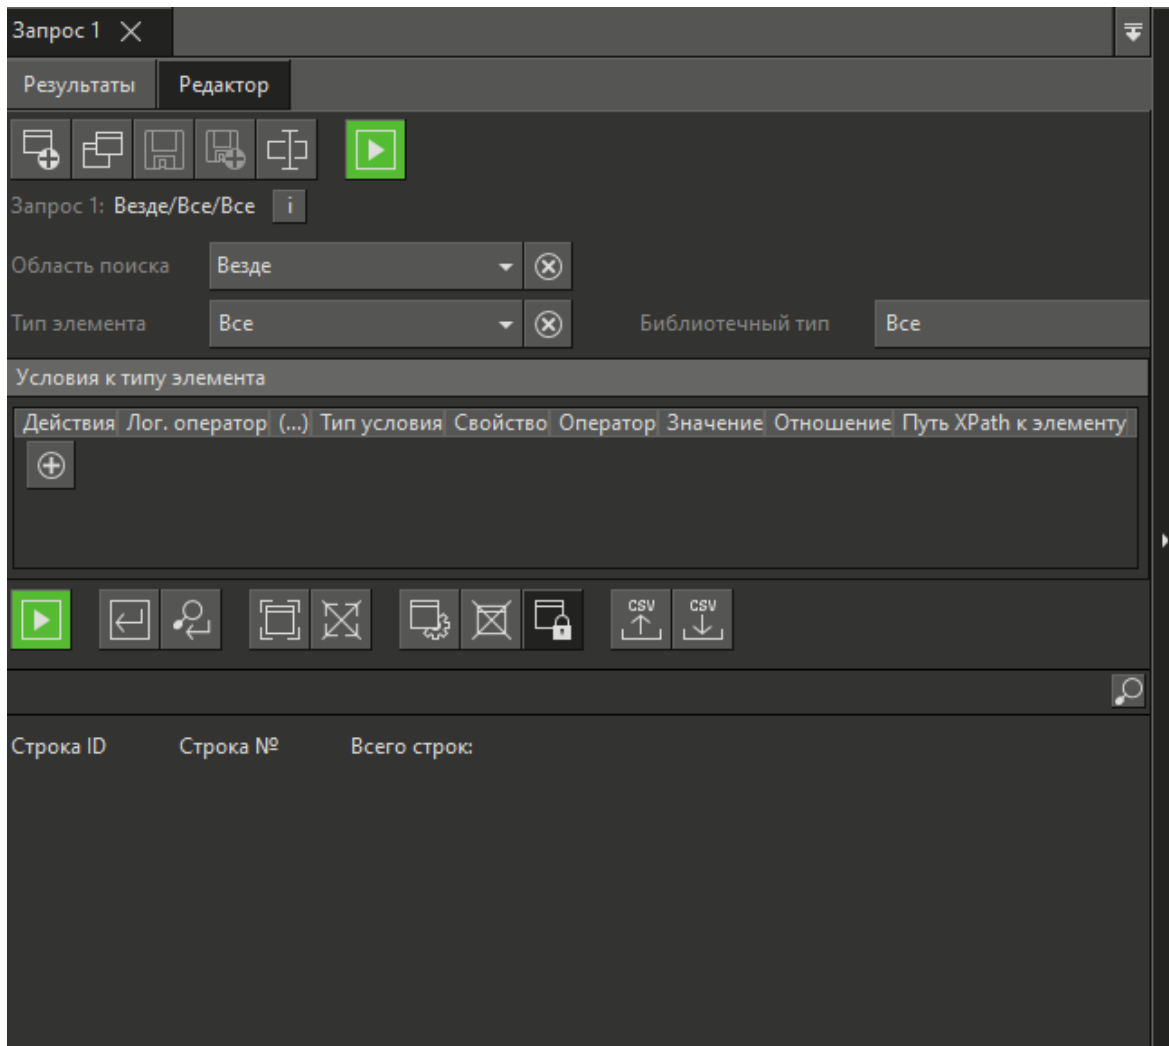 Запрос 1
Результаты Редактор
Запрос 1: Везде/Все/Все i
Область поиска Везде
Тип элемента Все Библиотечный тип Все
Условия к типу элемента
Действия Лог. оператор (...) Тип условия Свойство Оператор Значение Отношение Путь XPath к элементу
CSV CSV
Строка ID Строка № Всего строк: